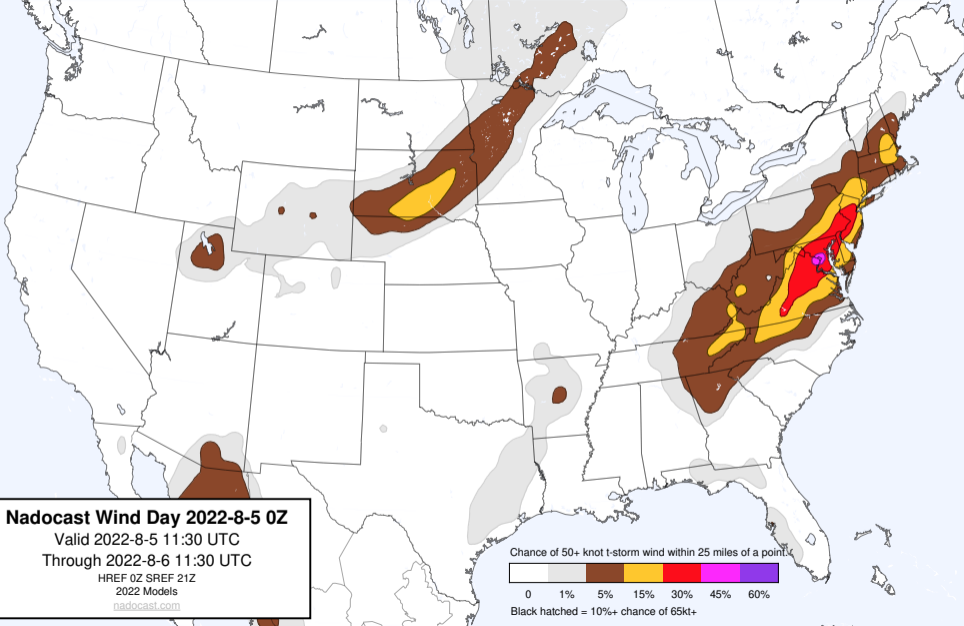 Nadocast Wind Day 2022-8-5 0Z
Valid 2022-8-5 11:30 UTC
Through 2022-8-6 11:30 UTC
HREF 0Z SREF 21Z
2022 Models
nadocast.com
Chance of 50+ knot t-storm wind within 25 miles of a point.
0 1% 5% 15% 30% 45% 60%
Black hatched = 10%+ chance of 65kt+